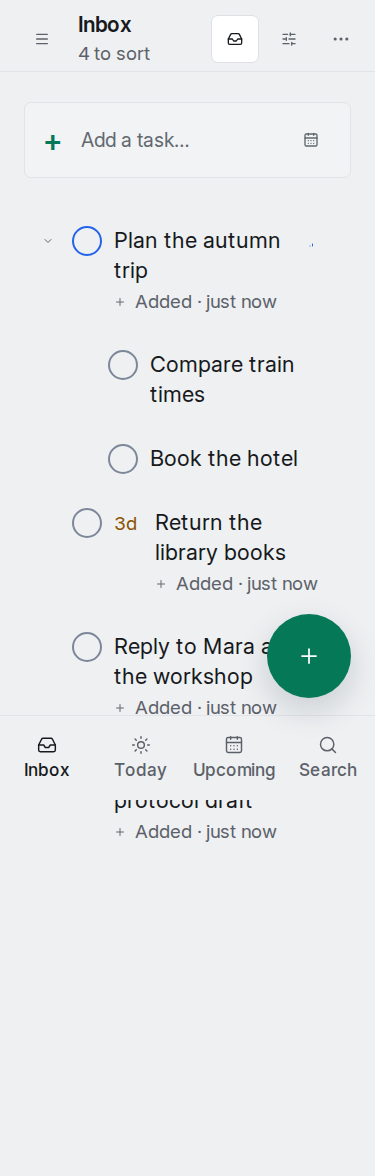 Inbox
4 to sort
Add a task...
Plan the autumn
trip
Added · just now
Compare train
times
Book the hotel
3d Return the
library books
Added · just now
Reply to Mara
the workshop
Added · just now
Inbox Today Upcoming Search
protocol draft
Added · just now